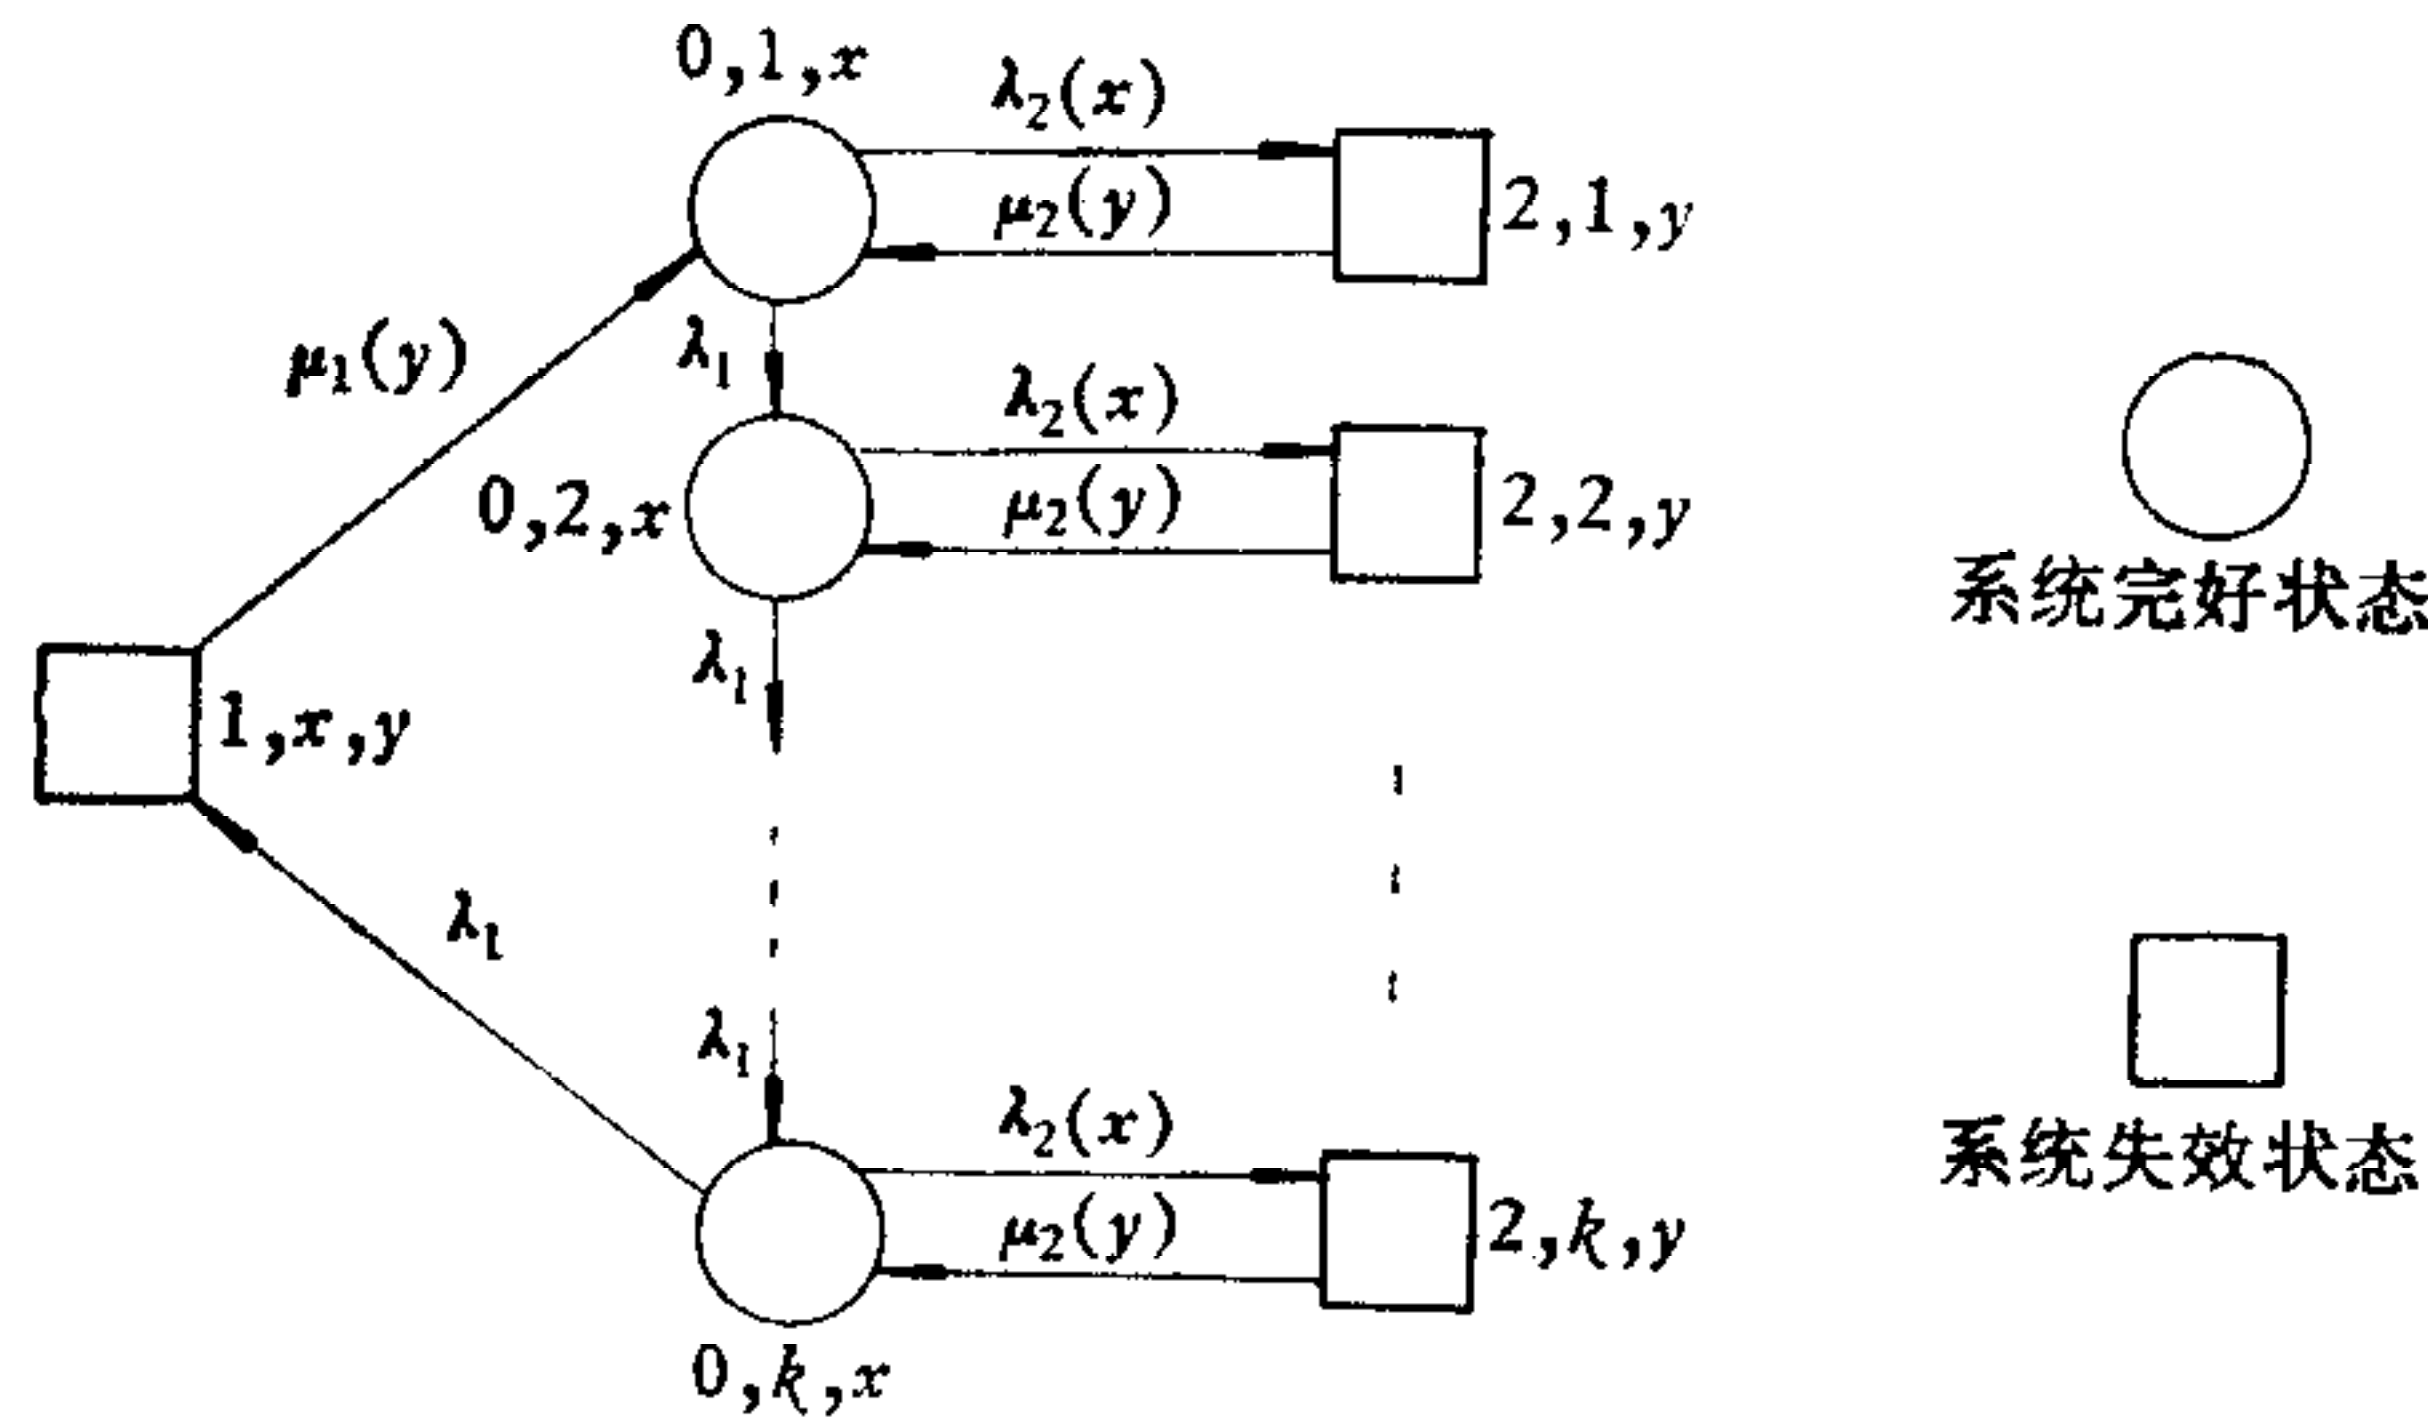 0,1,x
λ₂(x)
μ₂(y)
2,1,y
μ₁(y)
λ₁
λ₂(x)
μ₂(y)
0,2,x
2,2,y
系统完好状态
λ₁
1,x,y
λ₁
λ₁
λ₂(x)
μ₂(y)
2,k,y
系统失效状态
0,k,x